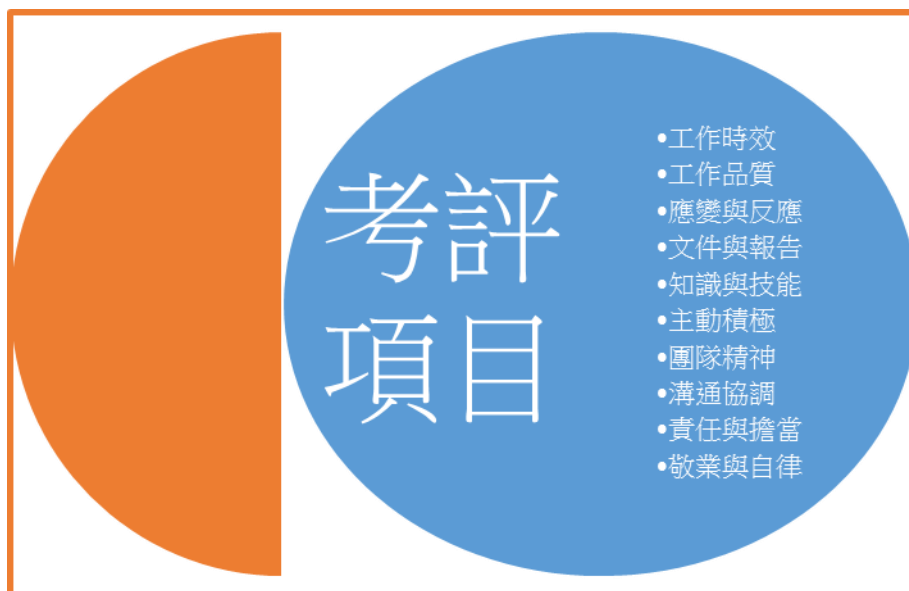 考評
項目
•工作時效
•工作品質
•應變與反應
•文件與報告
•知識與技能
•主動積極
•團隊精神
•溝通協調
•責任與擔當
•敬業與自律